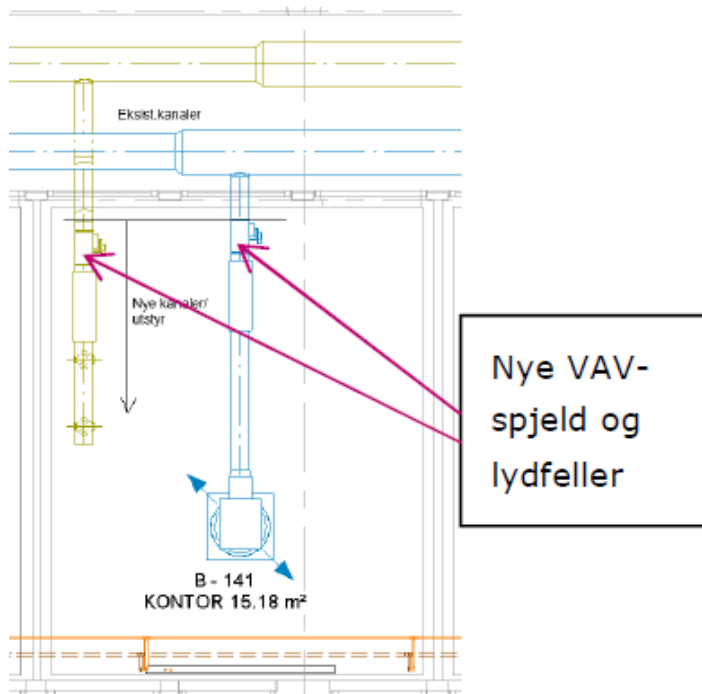 Eksist.kanaler
Nye kanaler/
utstyr
Nye VAV-
spjeld og
lydfeller
B - 141
KONTOR 15.18 m²